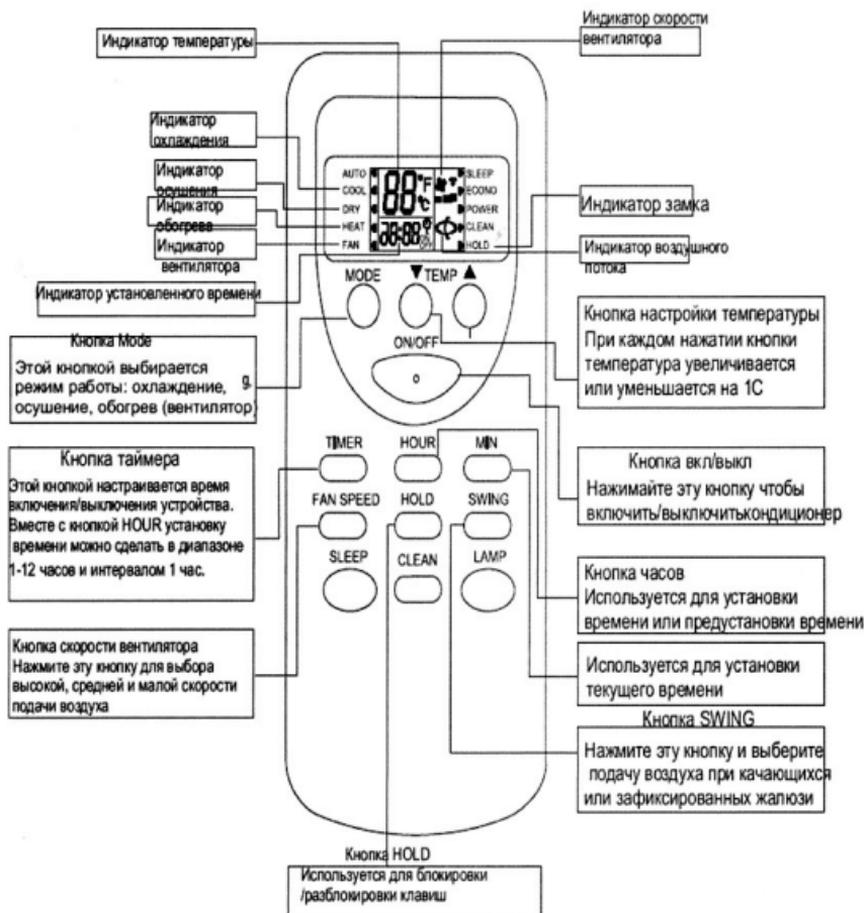 Индикатор скорости
вентилятора
Индикатор температуры
Индикатор
охлаждения
Индикатор
осушения
Индикатор
обогрева
Индикатор
вентилятора
Индикатор установленного времени
AUTO
COOL
DRY
HEAT
FAN
88 °F
°C
88:88
ON
OFF
SLEEP
ECONO
POWER
CLEAN
HOLD
Индикатор замка
Индикатор воздушного
потока
MODE
▼ TEMP ▲
ON/OFF
Кнопка Mode
Этой кнопкой выбирается
режим работы: охлаждение, g
осушение, обогрев (вентилятор)
Кнопка настройки температуры
При каждом нажатии кнопки
температура увеличивается
или уменьшается на 1С
TIMER HOUR MIN
FAN SPEED HOLD SWING
SLEEP CLEAN LAMP
Кнопка таймера
Этой кнопкой настраивается время
включения/выключения устройства.
Вместе с кнопкой HOUR установку
времени можно сделать в диапазоне
1-12 часов и интервалом 1 час.
Кнопка вкл/выкл
Нажимайте эту кнопку чтобы
включить/выключитькондиционер
Кнопка часов
Используется для установки
времени или предустановки времени
Кнопка скорости вентилятора
Нажмите эту кнопку для выбора
высокой, средней и малой скорости
подачи воздуха
Используется для установки
текущего времени
Кнопка SWING
Нажмите эту кнопку и выберите
подачу воздуха при качающихся
или зафиксированных жалюзи
Кнопка HOLD
Используется для блокировки
/разблокировки клавиш